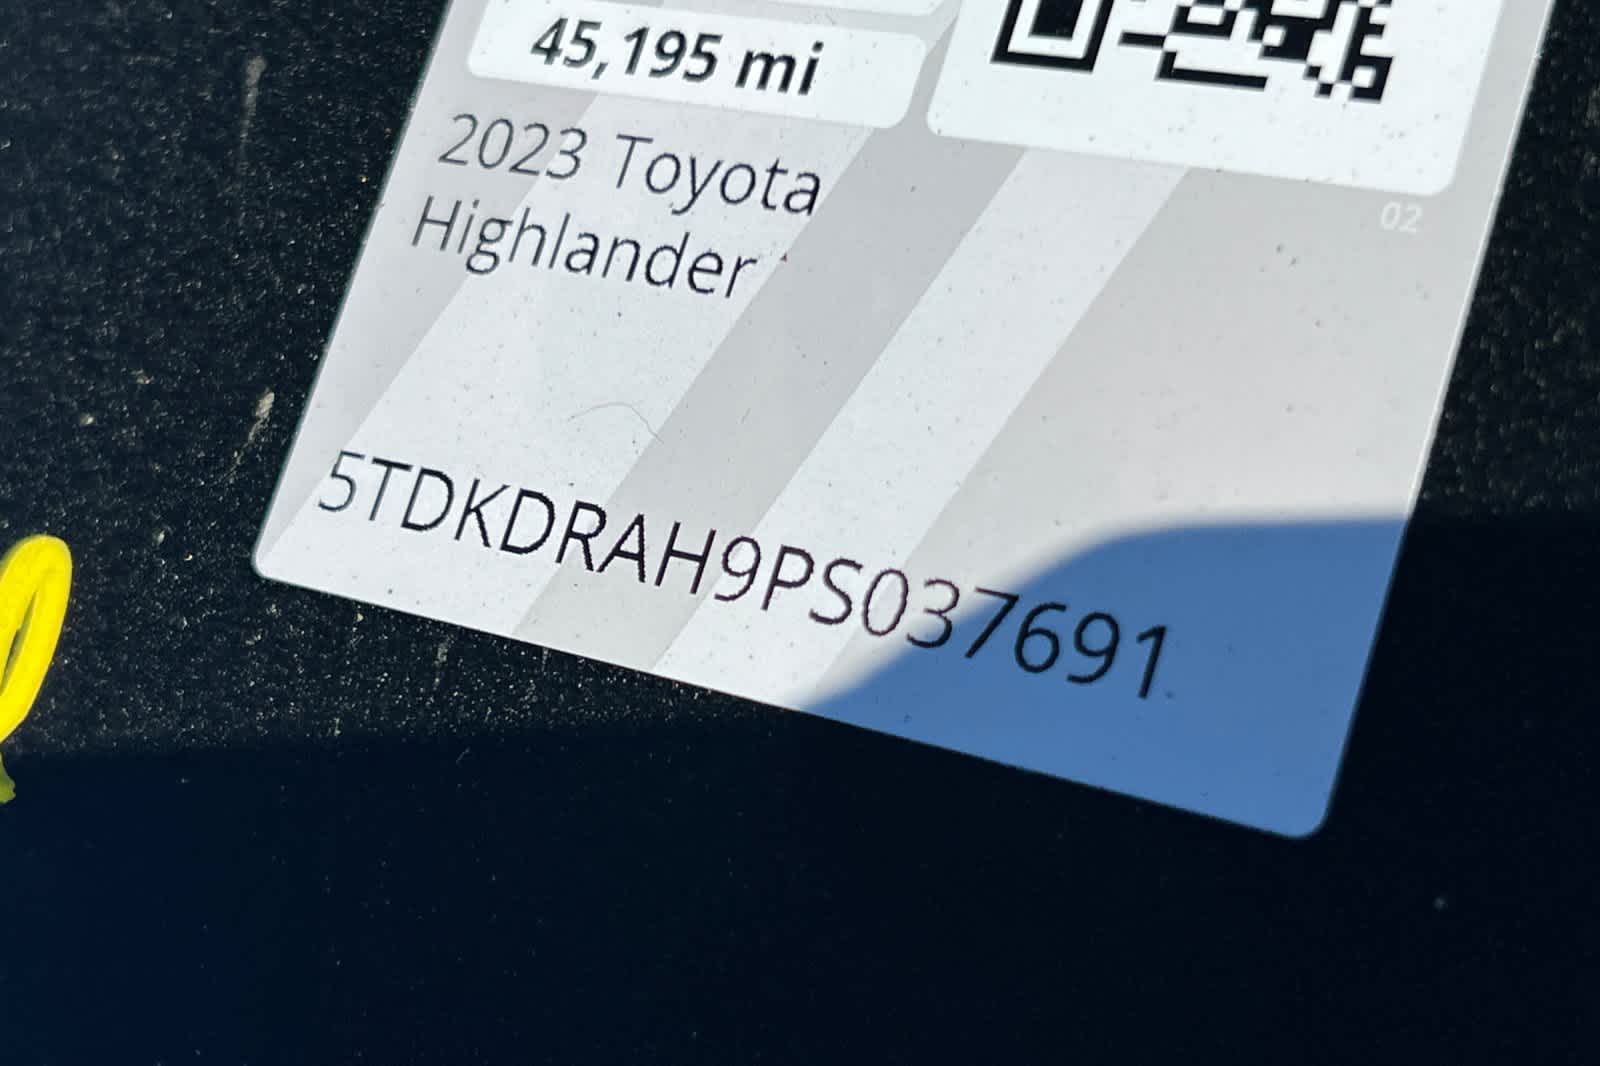 45,195 mi
2023 Toyota
Highlander
02
5TDKDRAH9PS037691